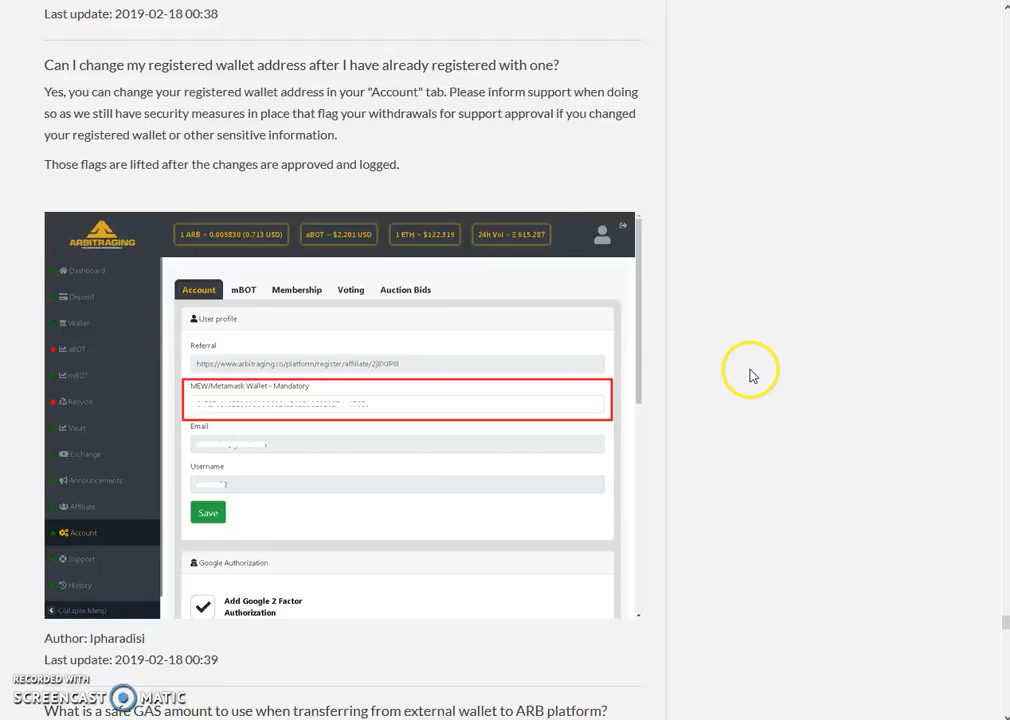 Last update: 2019-02-18 00:38
Can I change my registered wallet address after I have already registered with one?
Yes, you can change your registered wallet address in your "Account" tab. Please inform support when doing
so as we still have security measures in place that flag your withdrawals for support approval if you changed
your registered wallet or other sensitive information.
Those flags are lifted after the changes are approved and logged.
ARBITRAGING
1 ARB = 0.005830 (0.713 USD)
aBOT = $2.201 USD
1 ETH = $122.319
24h Vol = Ξ 615.287
Dashboard
Deposit
Wallet
aBOT
mBOT
Recycle
Vault
Exchange
Announcements
Affiliate
Account
Support
History
Collapse Menu
Account mBOT Membership Voting Auction Bids
User profile
Referral
MEW/Metamask Wallet - Mandatory
Email
Username
Save
Google Authorization
Add Google 2 Factor
Authorization
Author: Ipharadisi
Last update: 2019-02-18 00:39
RECORDED WITH
SCREENCAST MATIC
What is a safe GAS amount to use when transferring from external wallet to ARB platform?